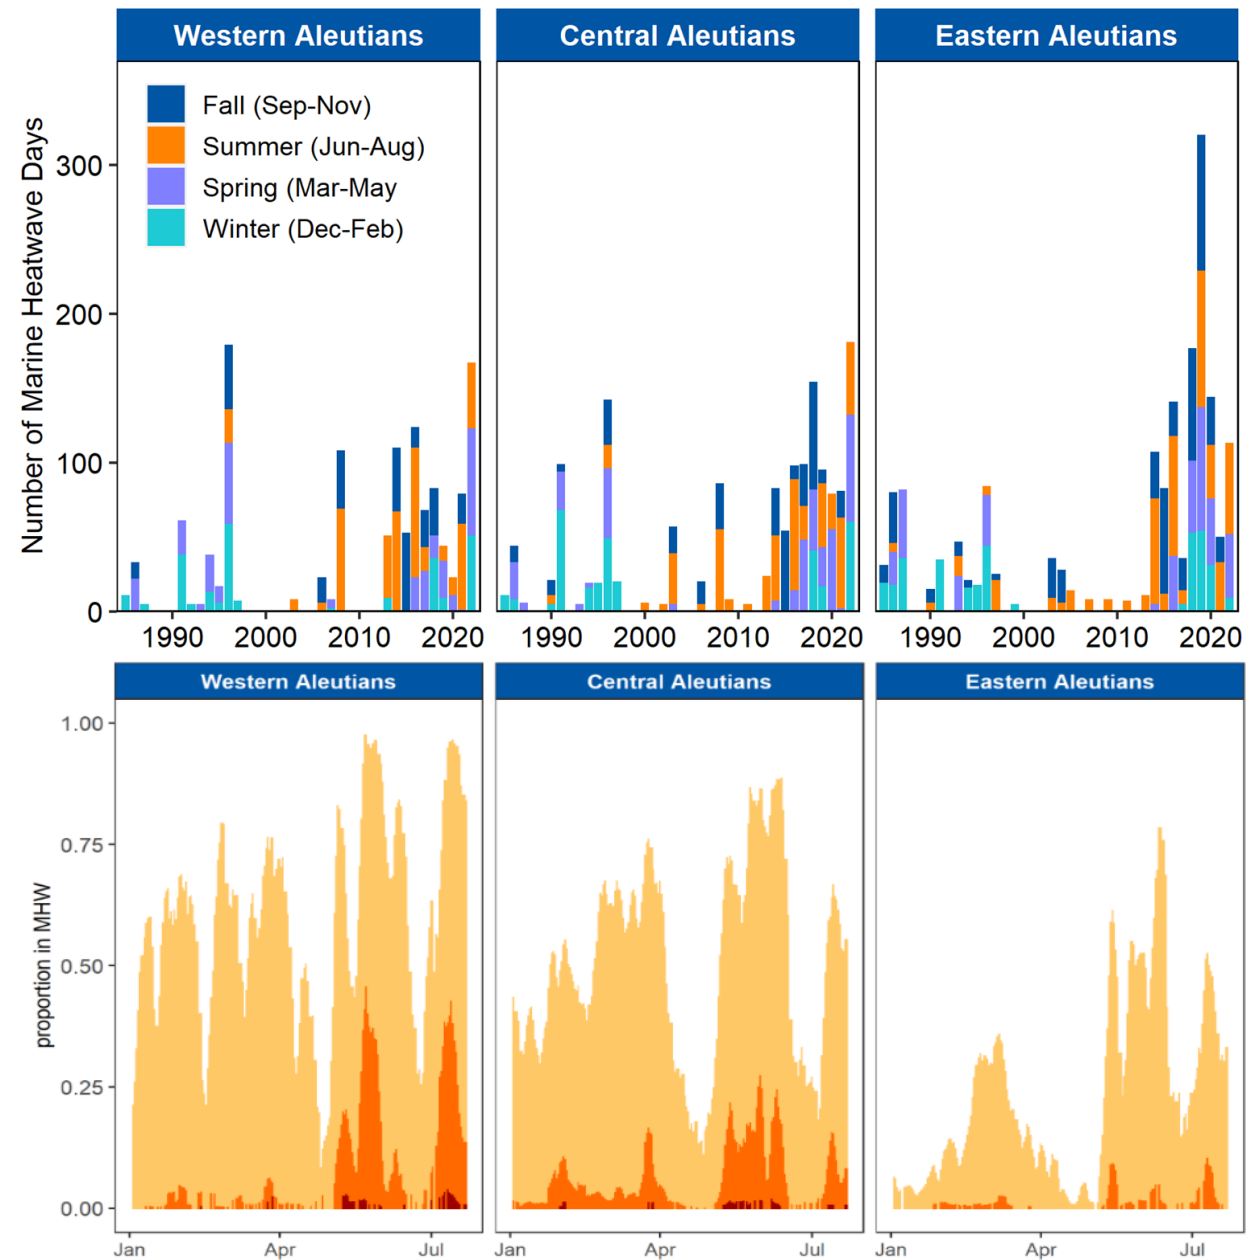 Western Aleutians
Central Aleutians
Eastern Aleutians
Number of Marine Heatwave Days
300
200
100
0
Fall (Sep-Nov)
Summer (Jun-Aug)
Spring (Mar-May
Winter (Dec-Feb)
1990 2000 2010 2020
1990 2000 2010 2020
1990 2000 2010 2020
Western Aleutians
Central Aleutians
Eastern Aleutians
proportion in MHW
1.00
0.75
0.50
0.25
0.00
Jan Apr Jul
Jan Apr Jul
Jan Apr Jul